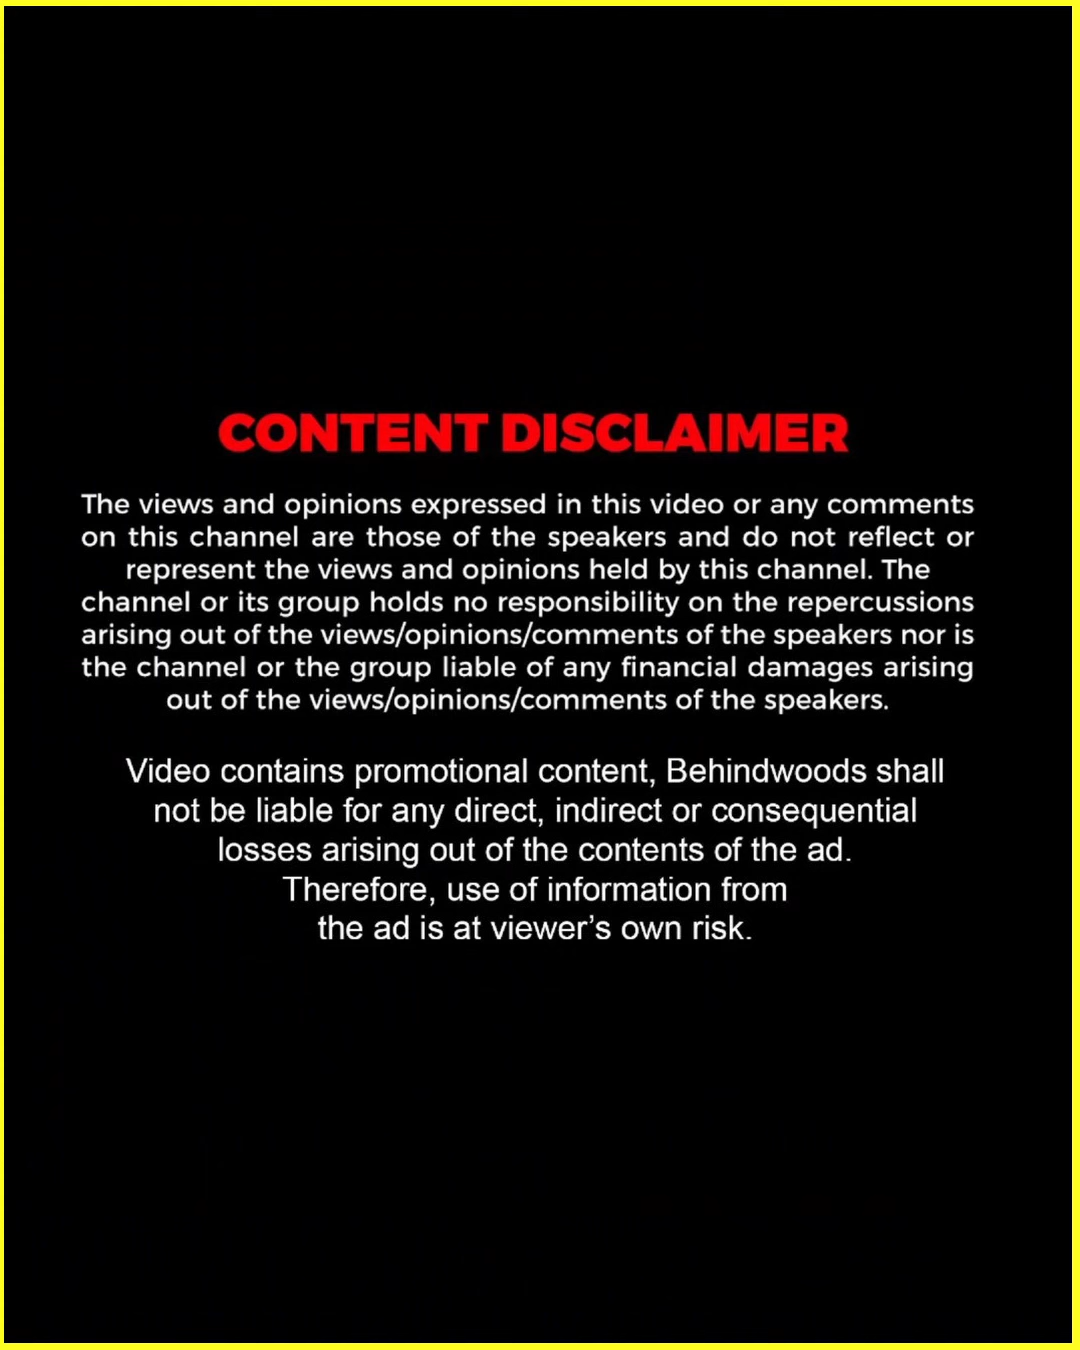 CONTENT DISCLAIMER
The views and opinions expressed in this video or any comments
on this channel are those of the speakers and do not reflect or
represent the views and opinions held by this channel. The
channel or its group holds no responsibility on the repercussions
arising out of the views/opinions/comments of the speakers nor is
the channel or the group liable of any financial damages arising
out of the views/opinions/comments of the speakers.
Video contains promotional content, Behindwoods shall
not be liable for any direct, indirect or consequential
losses arising out of the contents of the ad.
Therefore, use of information from
the ad is at viewer’s own risk.